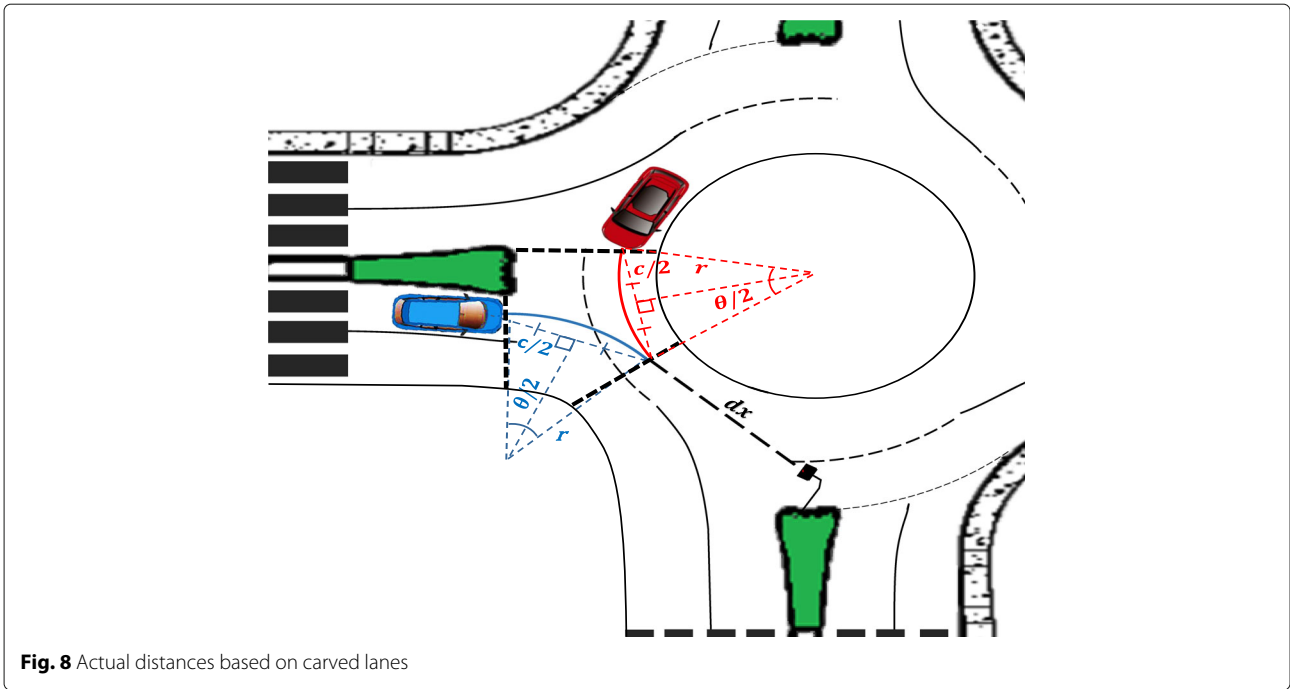 c/2 r
θ/2
c/2
θ/2
r
dx
Fig. 8 Actual distances based on carved lanes